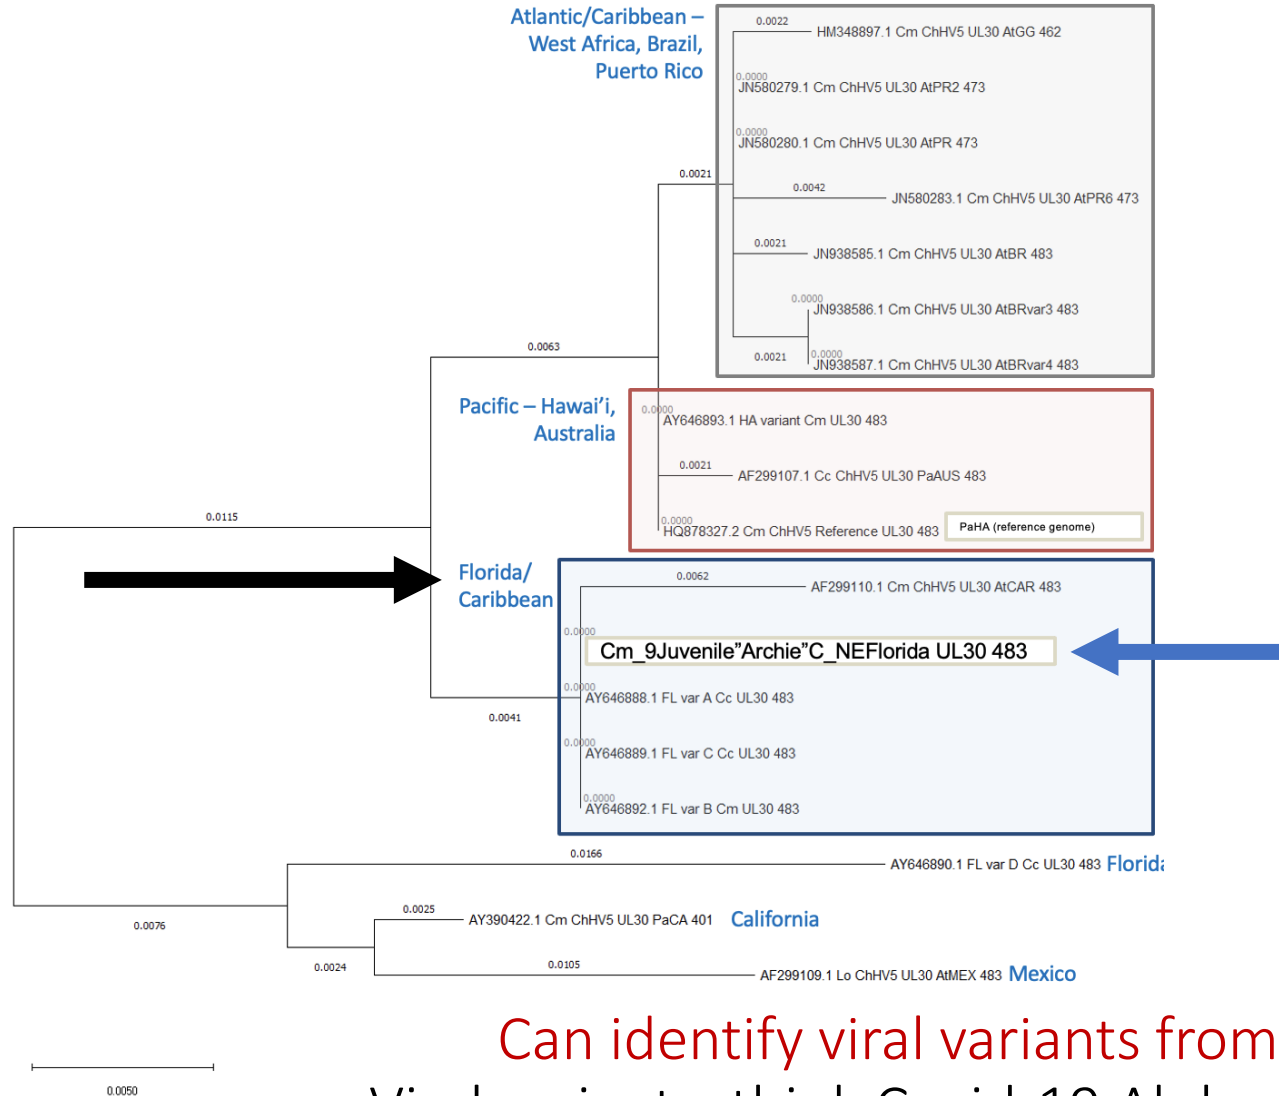 Atlantic/Caribbean –
West Africa, Brazil,
Puerto Rico
0.0022
HM348897.1 Cm ChHV5 UL30 AtGG 462
0.0000
JN580279.1 Cm ChHV5 UL30 AtPR2 473
0.0000
JN580280.1 Cm ChHV5 UL30 AtPR 473
0.0021
0.0042
JN580283.1 Cm ChHV5 UL30 AtPR6 473
0.0021
JN938585.1 Cm ChHV5 UL30 AtBR 483
0.0000
JN938586.1 Cm ChHV5 UL30 AtBRvar3 483
0.0063
0.0021
0.0000
JN938587.1 Cm ChHV5 UL30 AtBRvar4 483
Pacific – Hawai’i,
Australia
0.0000
AY646893.1 HA variant Cm UL30 483
0.0021
AF299107.1 Cc ChHV5 UL30 PaAUS 483
0.0115
0.0000
HQ878327.2 Cm ChHV5 Reference UL30 483
PaHA (reference genome)
Florida/
Caribbean
0.0062
AF299110.1 Cm ChHV5 UL30 AtCAR 483
0.0000
Cm_9Juvenile”Archie”C_NEFlorida UL30 483
0.0000
AY646888.1 FL var A Cc UL30 483
0.0041
0.0000
AY646889.1 FL var C Cc UL30 483
0.0000
AY646892.1 FL var B Cm UL30 483
0.0166
AY646890.1 FL var D Cc UL30 483 Florida
0.0076
0.0025
AY390422.1 Cm ChHV5 UL30 PaCA 401 California
0.0024
0.0105
AF299109.1 Lo ChHV5 UL30 AtMEX 483 Mexico
Can identify viral variants from
0.0050